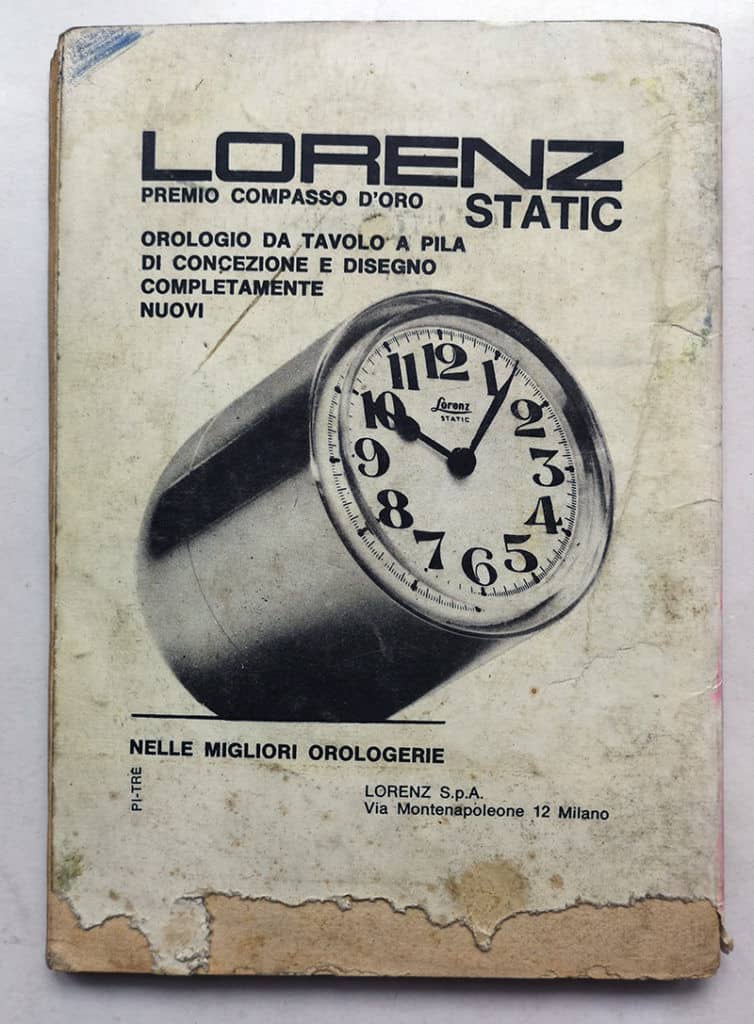 LORENZ
PREMIO COMPASSO D'ORO
STATIC
OROLOGIO DA TAVOLO A PILA
DI CONCEZIONE E DISEGNO
COMPLETAMENTE
NUOVI
11 12 1
10 2
9 3
8 4
7 6 5
Lorenz
STATIC
NELLE MIGLIORI OROLOGERIE
PI-TRE
LORENZ S.p.A.
Via Montenapoleone 12 Milano